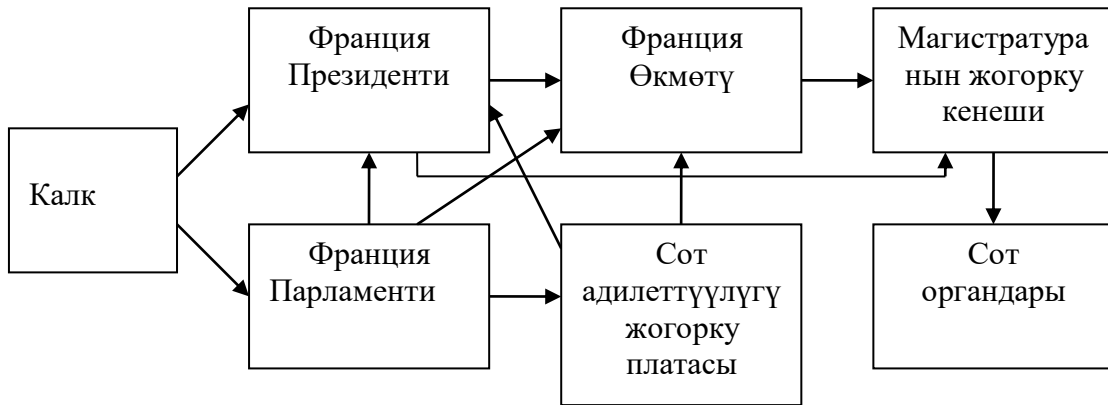 Франция
Президенти
Франция
Өкмөтү
Магистратура
нын жогорку
кенеши
Калк
Франция
Парламенти
Сот
адилеттүүлүгү
жогорку
платасы
Сот
органдары